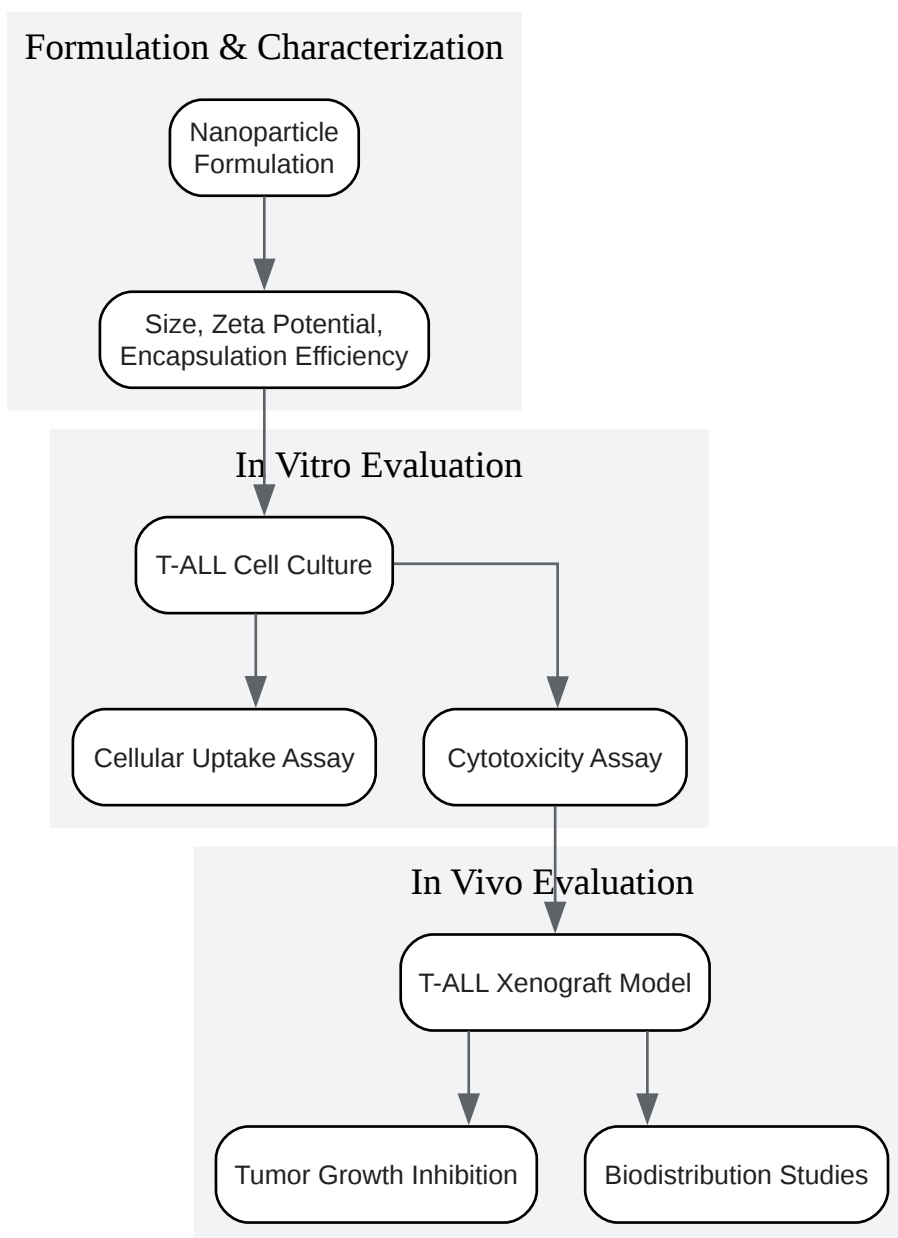 Formulation & Characterization
Nanoparticle
Formulation
Size, Zeta Potential,
Encapsulation Efficiency
In Vitro Evaluation
T-ALL Cell Culture
Cellular Uptake Assay
Cytotoxicity Assay
In Vivo Evaluation
T-ALL Xenograft Model
Tumor Growth Inhibition
Biodistribution Studies